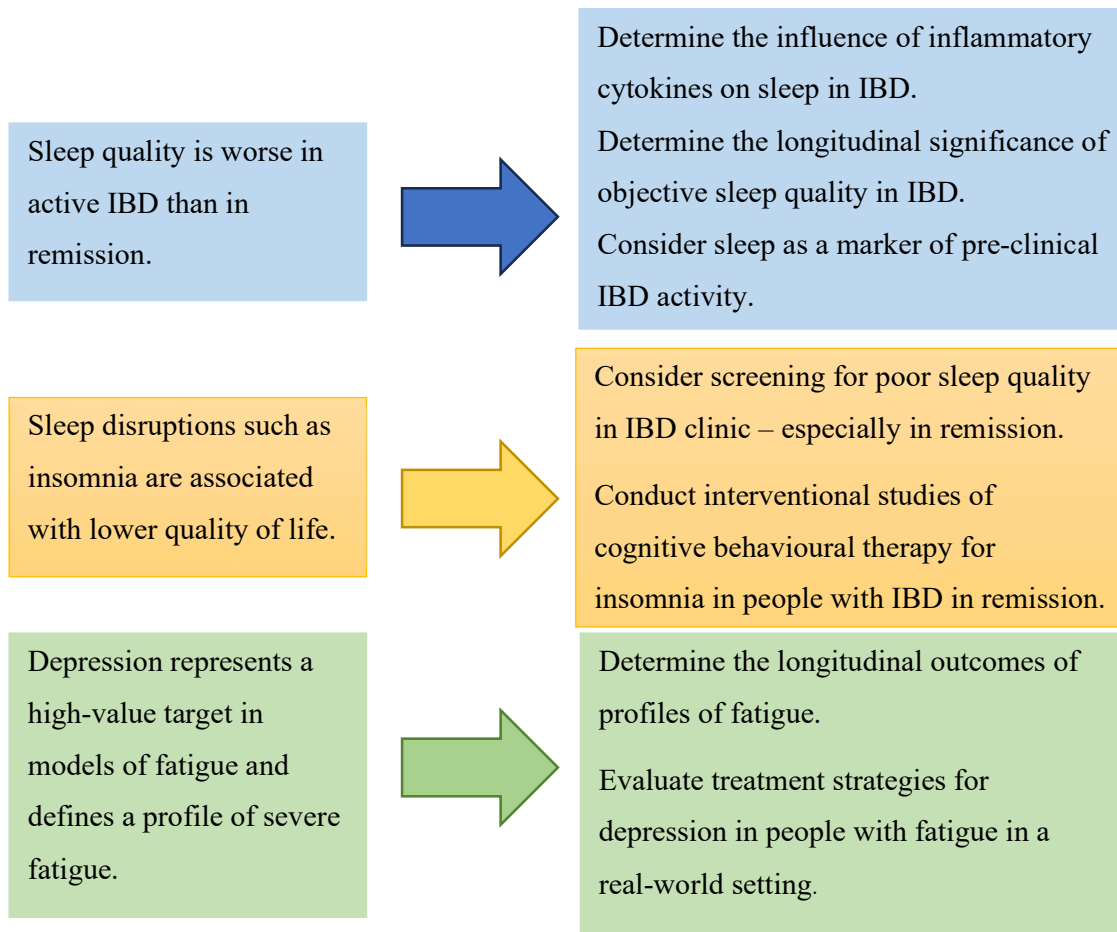 Sleep quality is worse in
active IBD than in
remission.
Determine the influence of inflammatory
cytokines on sleep in IBD.
Determine the longitudinal significance of
objective sleep quality in IBD.
Consider sleep as a marker of pre-clinical
IBD activity.
Sleep disruptions such as
insomnia are associated
with lower quality of life.
Consider screening for poor sleep quality
in IBD clinic – especially in remission.
Conduct interventional studies of
cognitive behavioural therapy for
insomnia in people with IBD in remission.
Depression represents a
high-value target in
models of fatigue and
defines a profile of severe
fatigue.
Determine the longitudinal outcomes of
profiles of fatigue.
Evaluate treatment strategies for
depression in people with fatigue in a
real-world setting.